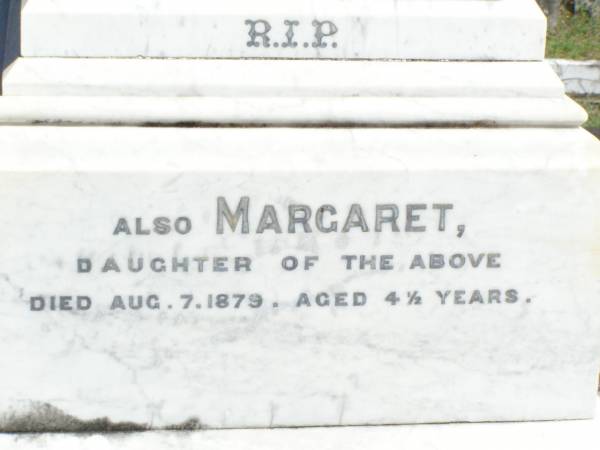 R.I.P.
ALSO MARGARET,
DAUGHTER OF THE ABOVE
DIED AUG. 7. 1879. AGED 4½ YEARS.